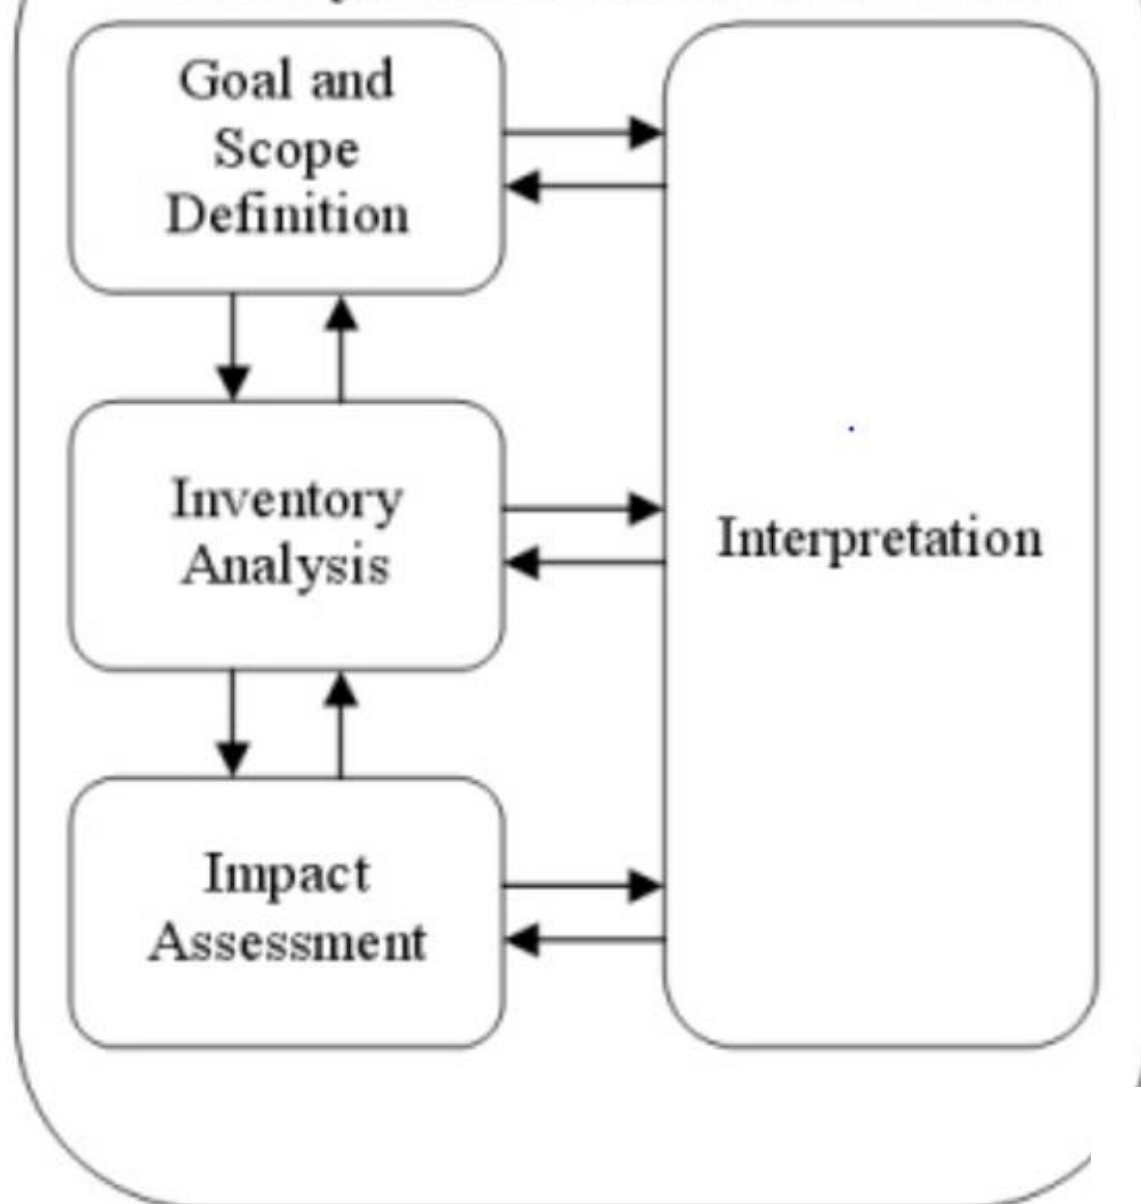 Goal and
Scope
Definition
Inventory
Analysis
Interpretation
Impact
Assessment